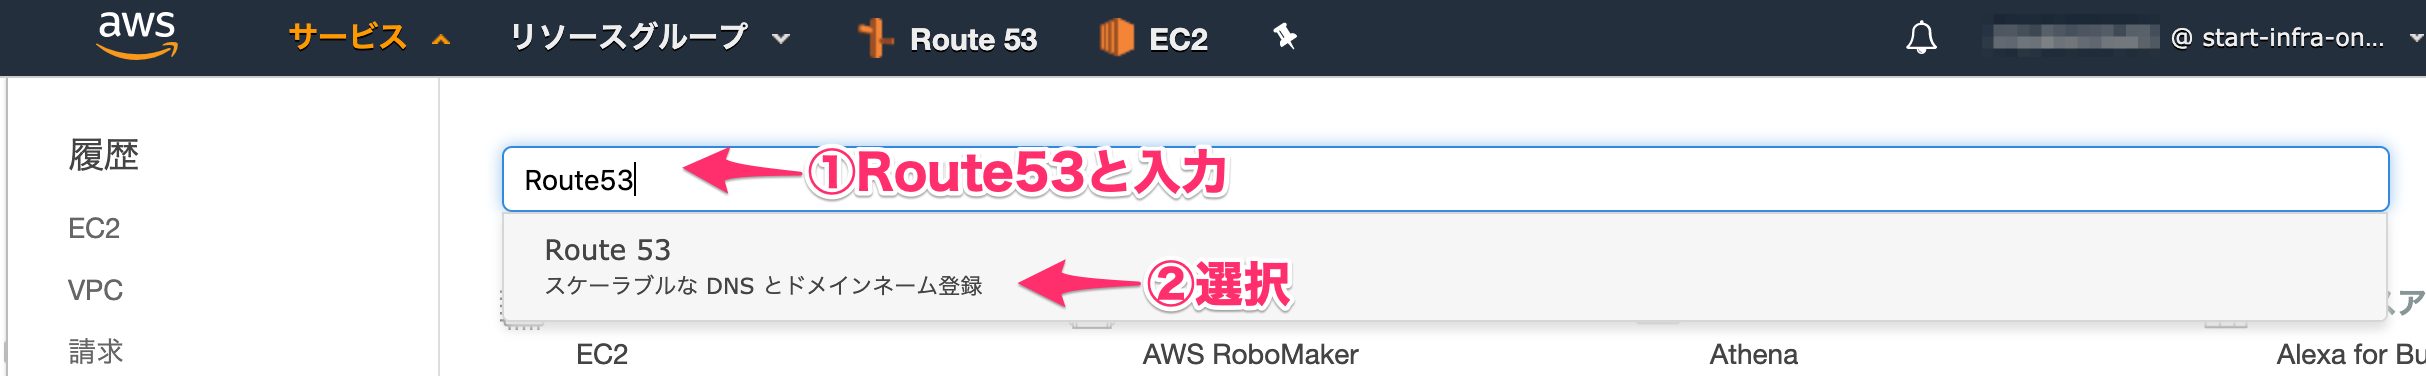 aws サービス リソースグループ Route 53 EC2 @ start-infra-on...
履歴
Route53 ①Route53と入力
EC2
Route 53
スケーラブルな DNS とドメインネーム登録 ②選択
VPC
請求
EC2 AWS RoboMaker Athena Alexa for Bu